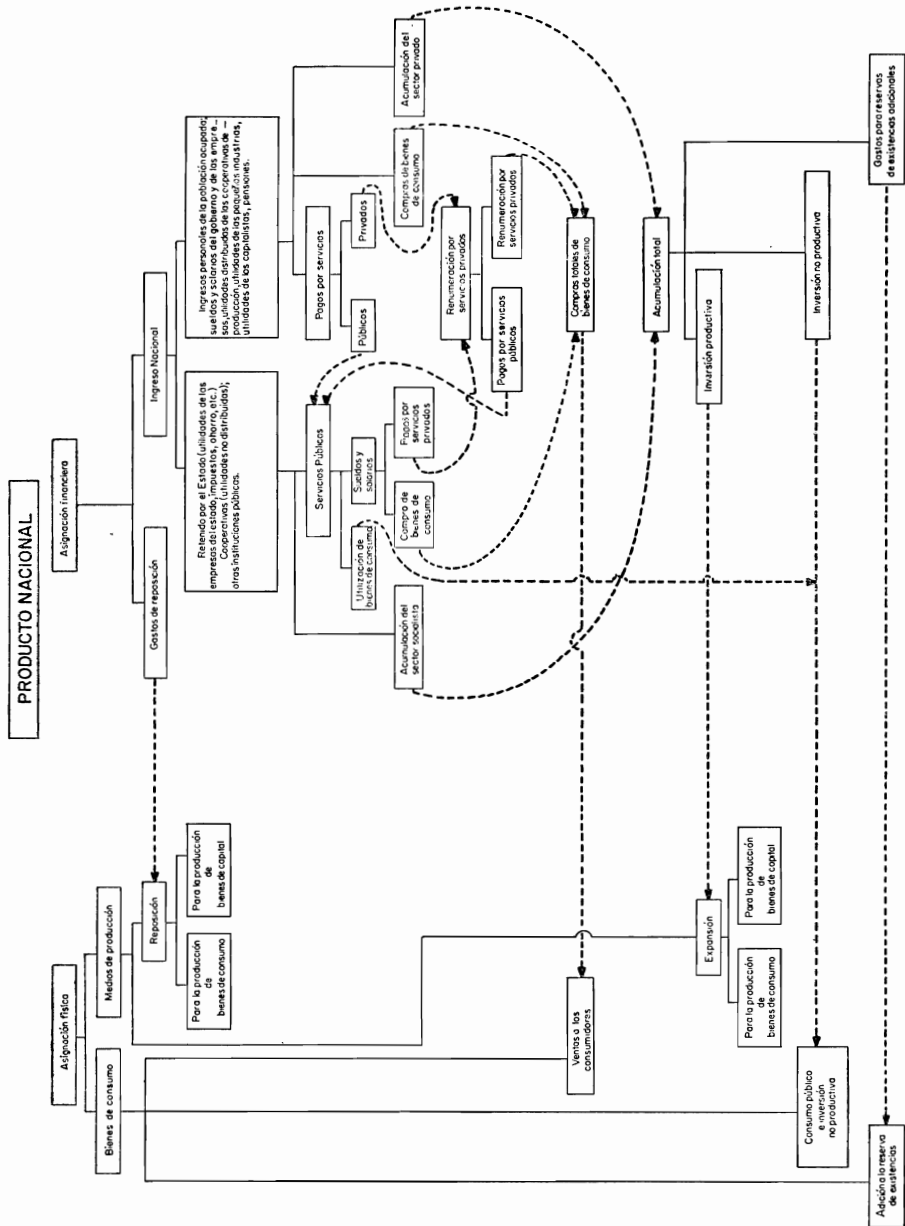 PRODUCTO NACIONAL
Asignación física
Bienes de consumo
Medios de producción
Reposición
Para la producción
de
bienes de consumo
Para la producción
de
bienes de capital
Ventas a los
consumidores
Expansión
Para la producción
de
bienes de consumo
Para la producción
de
bienes de capital
Consumo público
e inversión
no productiva
Adición a la reserva
de existencias
Asignación financiera
Gastos de reposición
Ingreso Nacional
Retenido por el Estado (utilidades de las
empresas del estado, impuestos, ahorro, etc.)
Cooperativas (utilidades no distribuidas);
otras instituciones públicas.
Ingresos personales de la población ocupada;
sueldos y salarios del gobierno y de las empre_
sas, utilidades distribuidas de las cooperativas de —
producción, utilidades de las pequeñas industrias,
utilidades de los capitalistas, pensiones.
Servicios Públicos
Pagos por servicios
Públicos
Privados
Utilización de
bienes de consumo
Sueldos y
salarios
Compra de
bienes de
consumo
Pagos por
servicios
privados
Acumulación del
sector socialista
Compras de bienes
de consumo
Acumulación del
sector privado
Renumeración por
servicios privados
Pagos por servicios
públicos
Renumeración por
servicios privados
Compras totales de
bienes de consumo
Acumulación total
Inversión productiva
Inversión no productiva
Gastos para reservas
de existencias adicionales